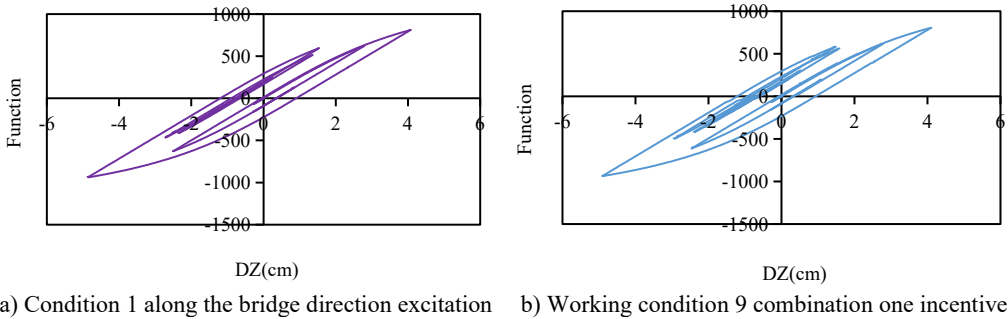 1000
500
0
-500
-1000
-1500
-6 -4 -2 0 2 4 6
Function
DZ(cm)
a) Condition 1 along the bridge direction excitation
1000
500
0
-500
-1000
-1500
-6 -4 -2 0 2 4 6
Function
DZ(cm)
b) Working condition 9 combination one incentive